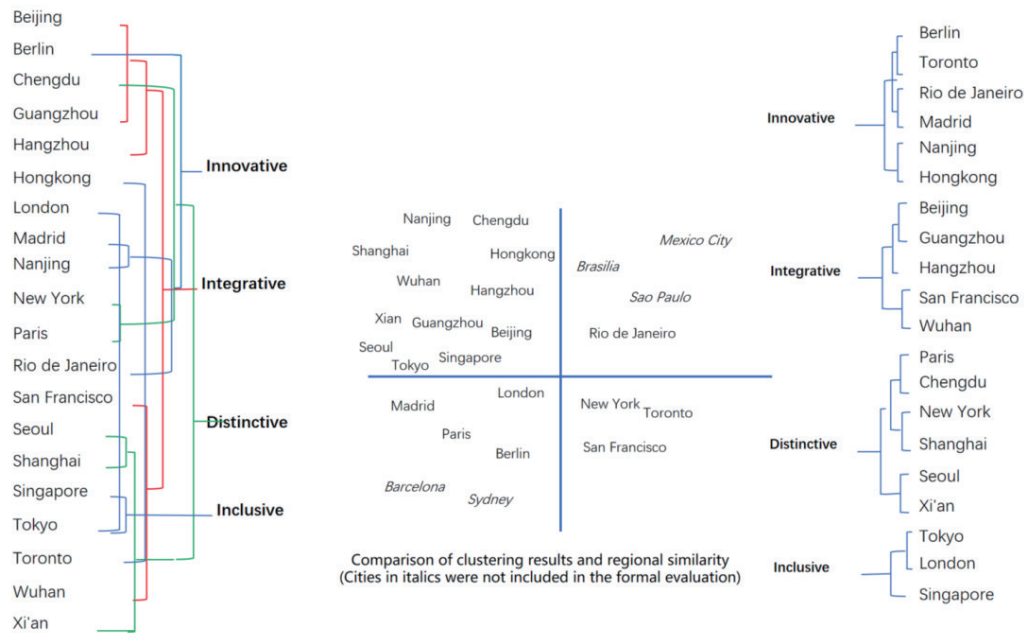 Beijing
Berlin
Chengdu
Guangzhou
Hangzhou
Hongkong
London
Madrid
Nanjing
New York
Paris
Rio de Janeiro
San Francisco
Seoul
Shanghai
Singapore
Tokyo
Toronto
Wuhan
Xi'an
Innovative
Integrative
Distinctive
Inclusive
Nanjing Chengdu
Shanghai Hongkong
Wuhan Hangzhou
Xian Guangzhou Beijing
Seoul Tokyo Singapore
Mexico City
Brasilia
Sao Paulo
Rio de Janeiro
London
Madrid
Paris
Berlin
Barcelona
Sydney
New York Toronto
San Francisco
Comparison of clustering results and regional similarity
(Cities in italics were not included in the formal evaluation)
Innovative
Berlin
Toronto
Rio de Janeiro
Madrid
Nanjing
Hongkong
Integrative
Beijing
Guangzhou
Hangzhou
San Francisco
Wuhan
Distinctive
Paris
Chengdu
New York
Shanghai
Seoul
Xi'an
Inclusive
Tokyo
London
Singapore